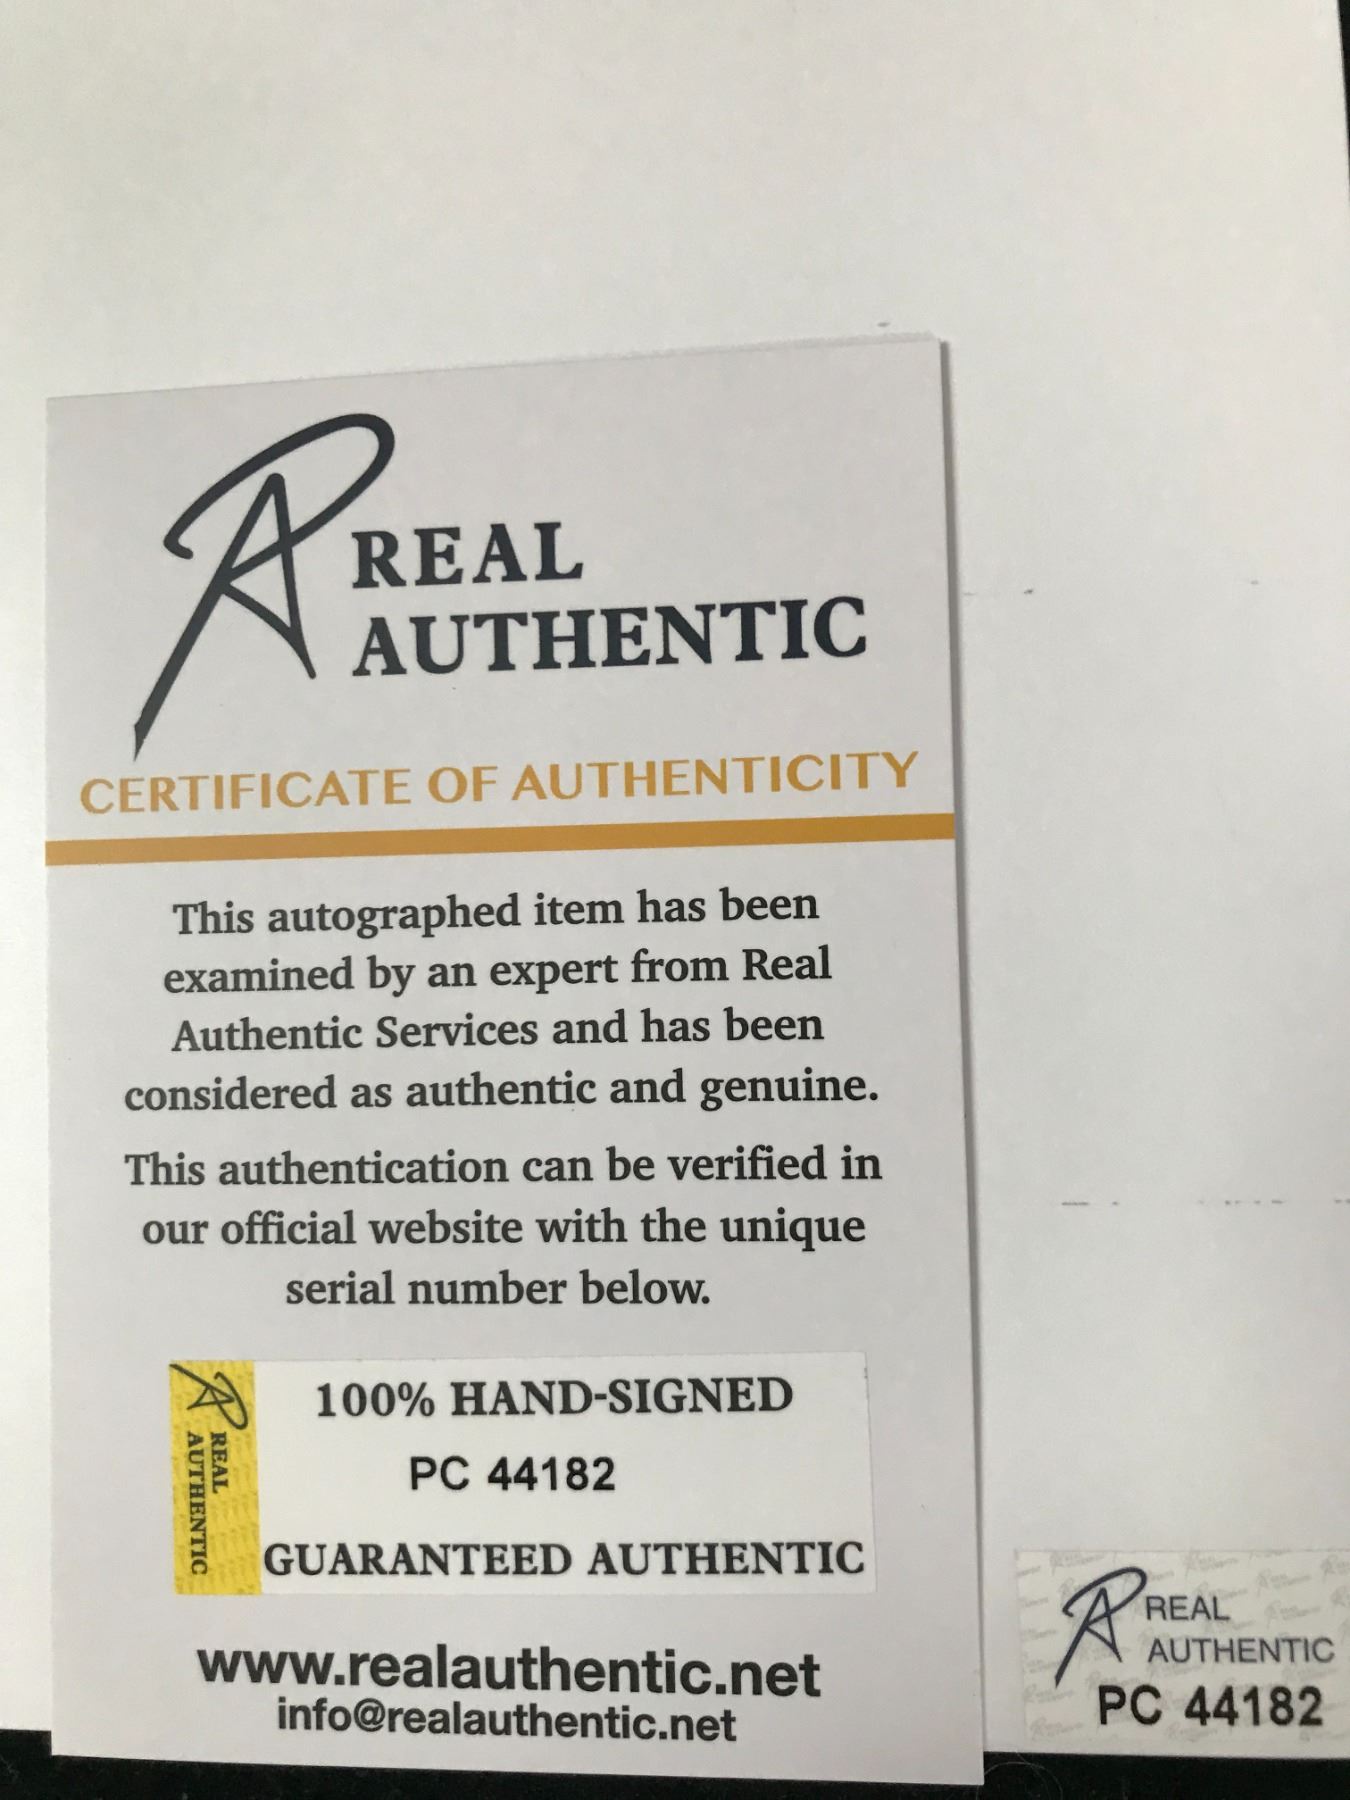 REAL
AUTHENTIC
CERTIFICATE OF AUTHENTICITY
This autographed item has been
examined by an expert from Real
Authentic Services and has been
considered as authentic and genuine.
This authentication can be verified in
our official website with the unique
serial number below.
REAL
AUTHENTIC
100% HAND-SIGNED
PC 44182
GUARANTEED AUTHENTIC
www.realauthentic.net
info@realauthentic.net
REAL
AUTHENTIC
PC 44182